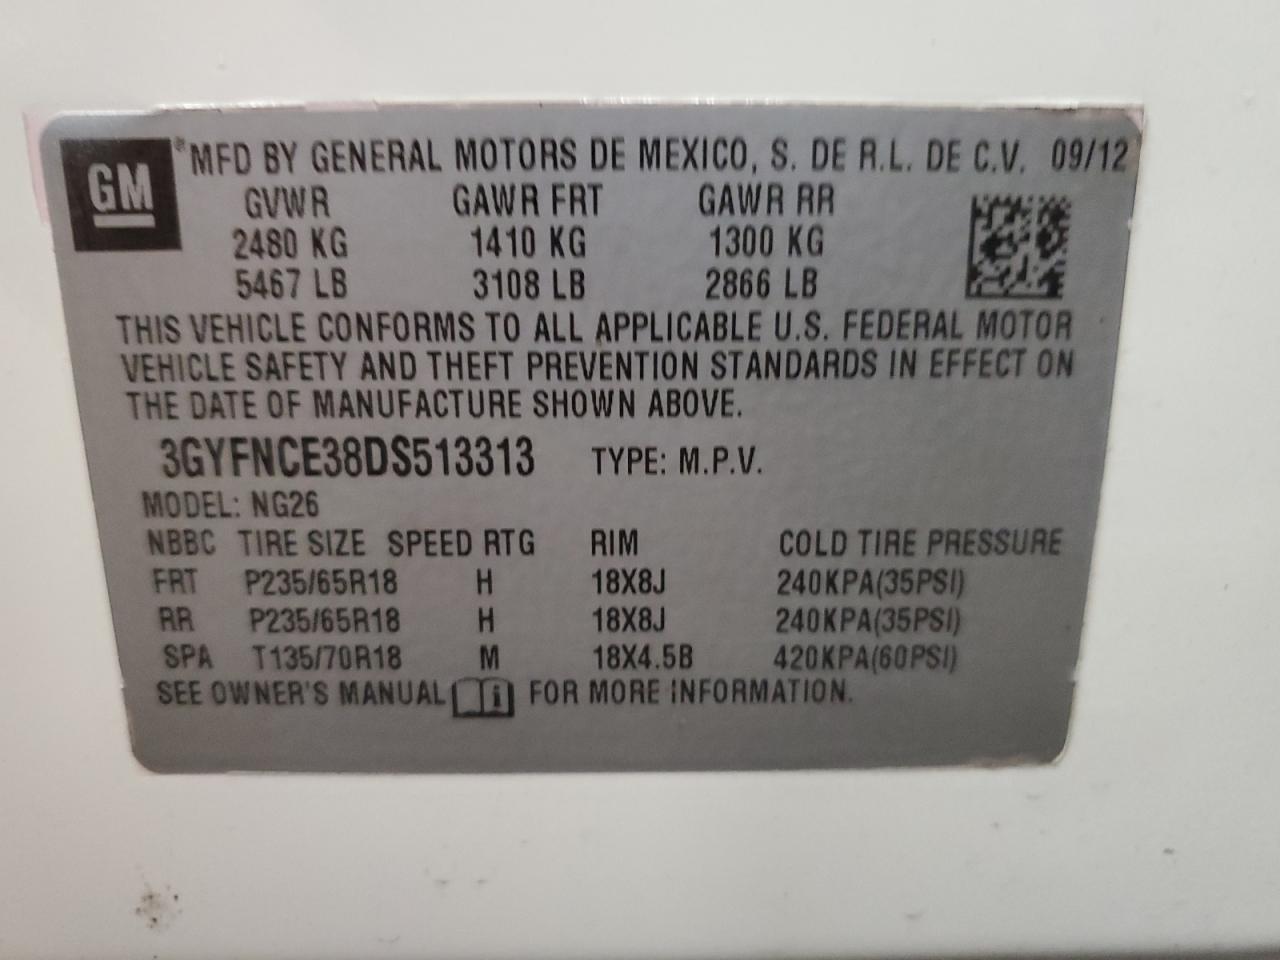 GM ® MFD BY GENERAL MOTORS DE MEXICO, S. DE R.L. DE C.V. 09/12
GVWR GAWR FRT GAWR RR
2480 KG 1410 KG 1300 KG
5467 LB 3108 LB 2866 LB
THIS VEHICLE CONFORMS TO ALL APPLICABLE U.S. FEDERAL MOTOR
VEHICLE SAFETY AND THEFT PREVENTION STANDARDS IN EFFECT ON
THE DATE OF MANUFACTURE SHOWN ABOVE.
3GYFNCE38DS513313 TYPE: M.P.V.
MODEL: NG26
NBBC TIRE SIZE SPEED RTG RIM COLD TIRE PRESSURE
FRT P235/65R18 H 18X8J 240KPA(35PSI)
RR P235/65R18 H 18X8J 240KPA(35PSI)
SPA T135/70R18 M 18X4.5B 420KPA(60PSI)
SEE OWNER'S MANUAL i FOR MORE INFORMATION.